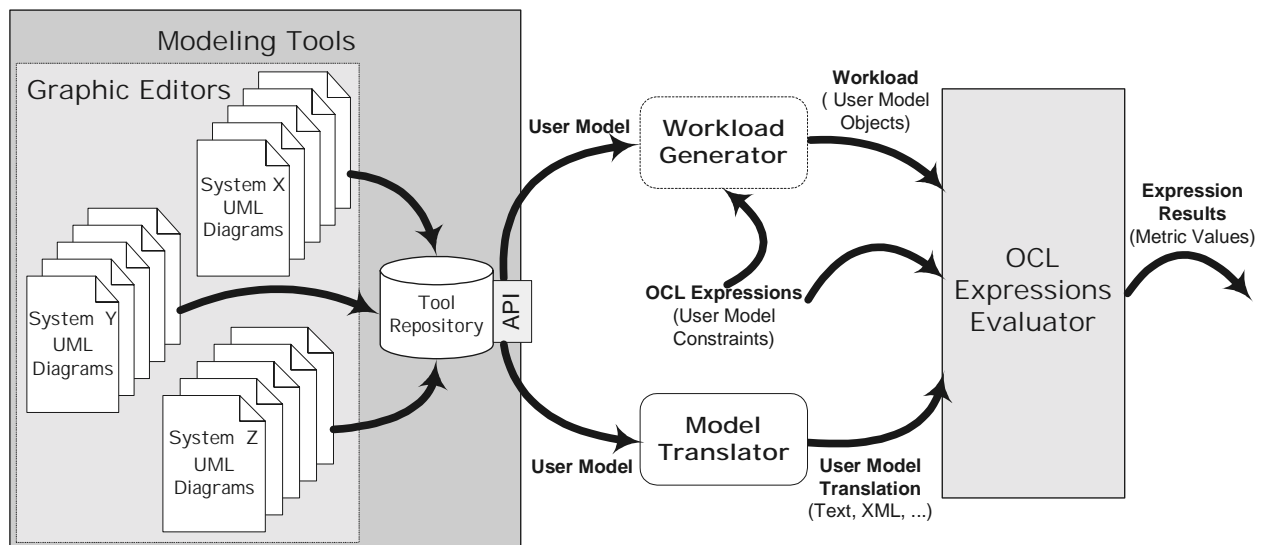 Modeling Tools
Graphic Editors
System X
UML
Diagrams
System Y
UML
Diagrams
System Z
UML
Diagrams
Tool
Repository
API
User Model
User Model
Workload
Generator
Workload
( User Model
Objects)
OCL Expressions
(User Model
Constraints)
Model
Translator
User Model
Translation
(Text, XML, ...)
OCL
Expressions
Evaluator
Expression
Results
(Metric Values)